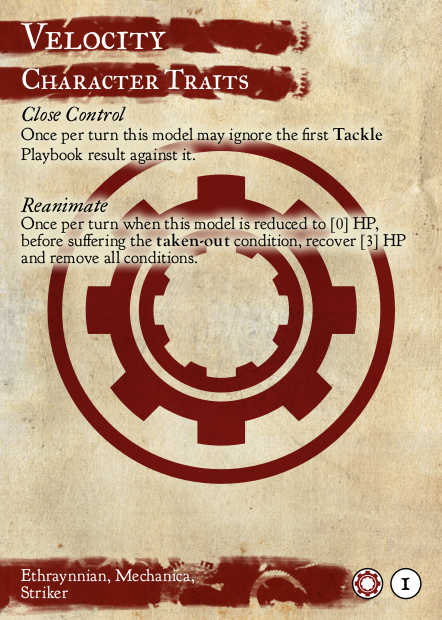 Velocity
Character Traits
Close Control
Once per turn this model may ignore the first Tackle
Playbook result against it.
Reanimate
Once per turn when this model is reduced to [0] HP,
before suffering the taken-out condition, recover [3] HP
and remove all conditions.
Ethraynnian, Mechanica,
Striker
1